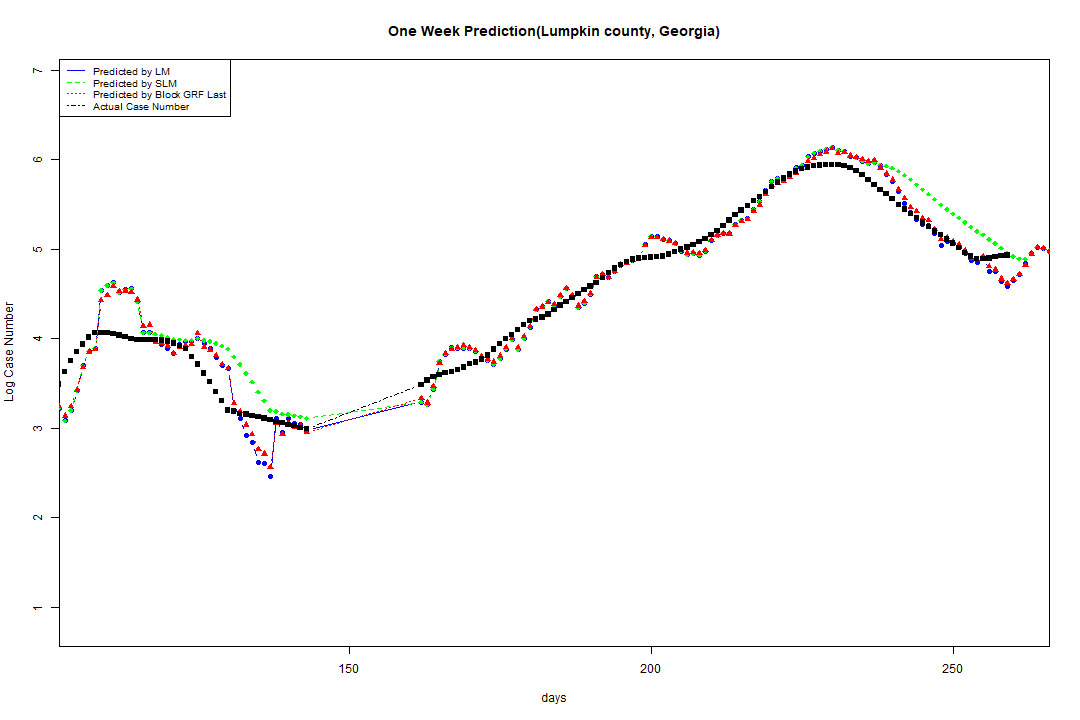 One Week Prediction(Lumpkin county, Georgia)
Predicted by LM
Predicted by SLM
Predicted by Block GRF Last
Actual Case Number
7
6
5
4
3
2
1
Log Case Number
150
200
250
days